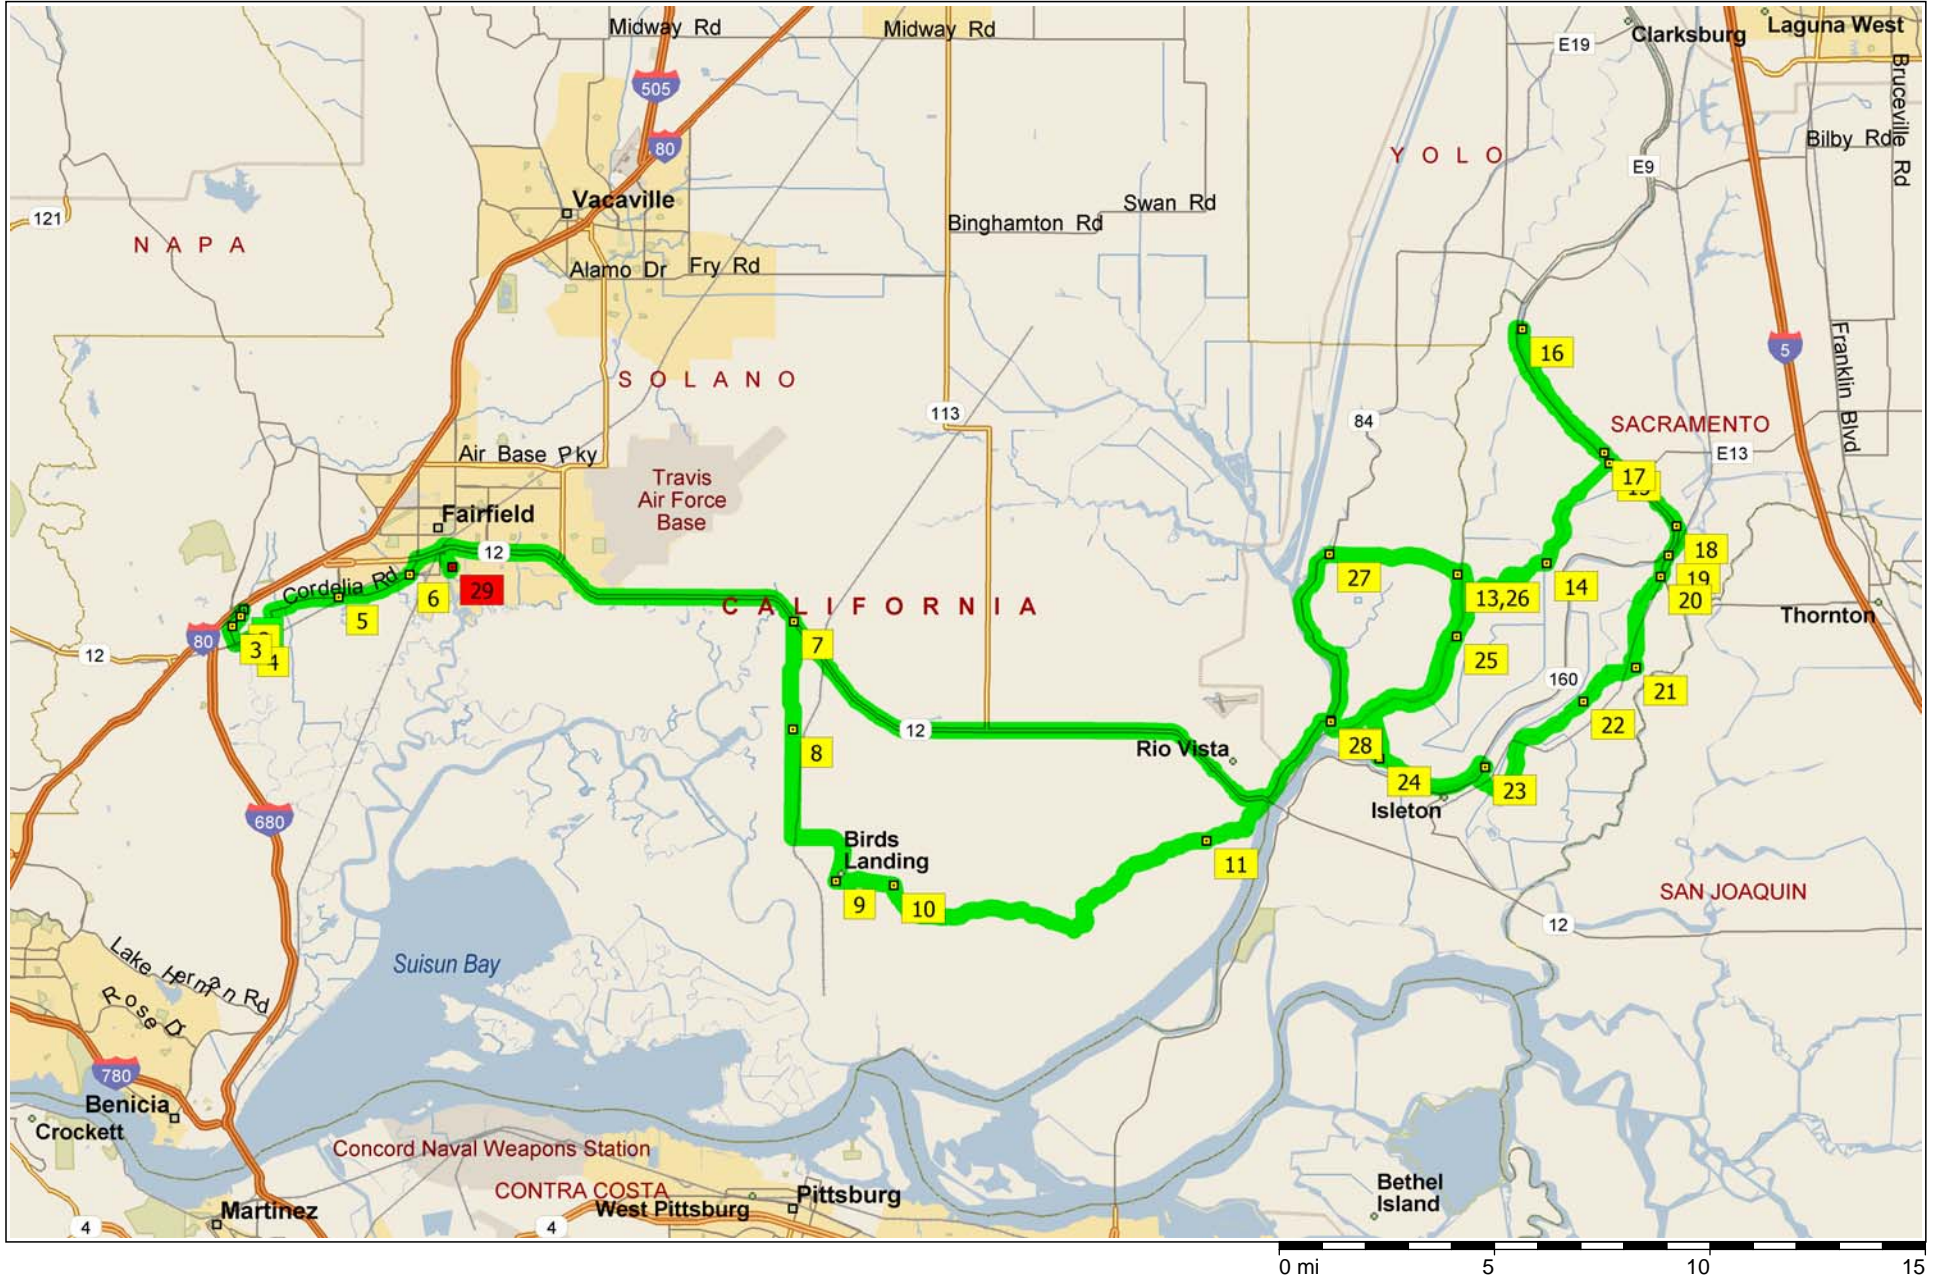 Midway Rd
Midway Rd
E19
Clarksburg
Laguna West
505
80
Bruceville Rd
Bilby Rd
YOLO
E9
121
Vacaville
Swan Rd
Binghamton Rd
NAPA
Alamo Dr
Fry Rd
16
5
Franklin Blvd
SOLANO
113
84
SACRAMENTO
E13
Air Base Pky
Travis
Air Force
Base
17
Fairfield
12
18
27
14
19
Cordelia Rd
29
6
13,26
20
5
CALIFORNIA
Thornton
80
3
4
12
7
25
160
21
12
22
8
Rio Vista
28
24
23
Isleton
680
Birds
Landing
11
9
10
SAN JOAQUIN
12
Lake Herman Rd
Suisun Bay
Rose Dr
780
Benicia
Crockett
Concord Naval Weapons Station
CONTRA COSTA
Pittsburg
West Pittsburg
Bethel
Island
Martinez
4
4
0 mi
5
10
15